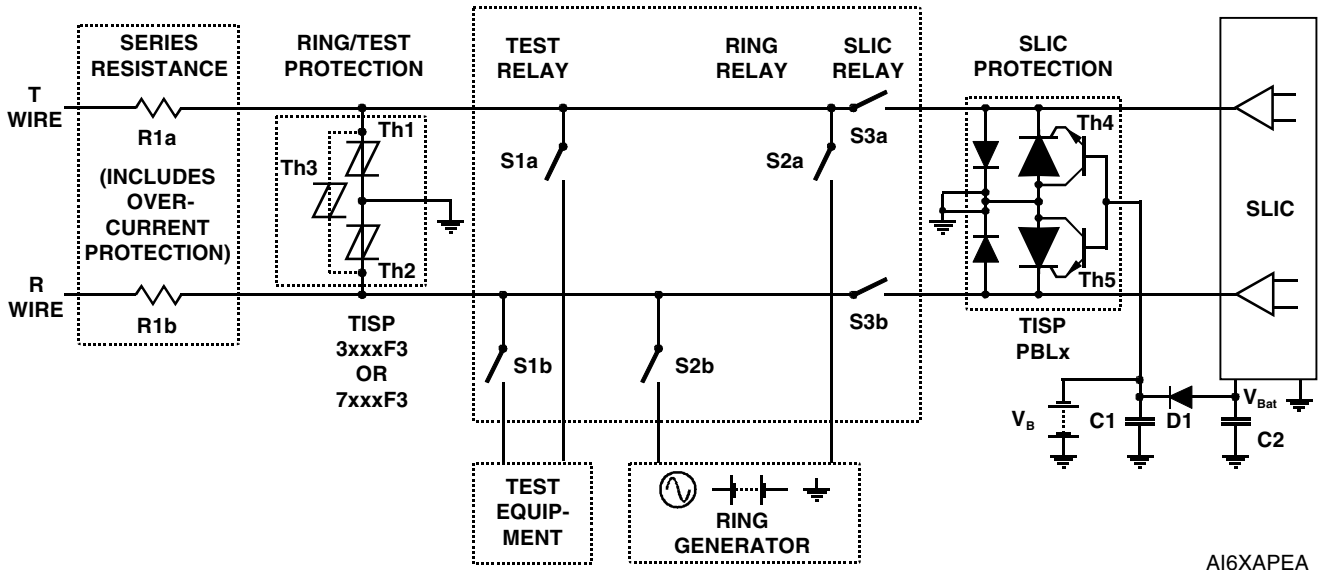 SERIES
RESISTANCE
RING/TEST
PROTECTION
TEST
RELAY
RING
RELAY
SLIC
RELAY
SLIC
PROTECTION
T
WIRE
R1a
(INCLUDES
OVER-
CURRENT
PROTECTION)
R
WIRE
R1b
Th1
Th3
Th2
TISP
3xxxF3
OR
7xxxF3
S1a
S2a
S3a
S1b
S2b
S3b
Th4
Th5
TISP
PBLx
SLIC
VB
C1
D1
VBat
C2
TEST
EQUIP-
MENT
RING
GENERATOR
AI6XAPEA